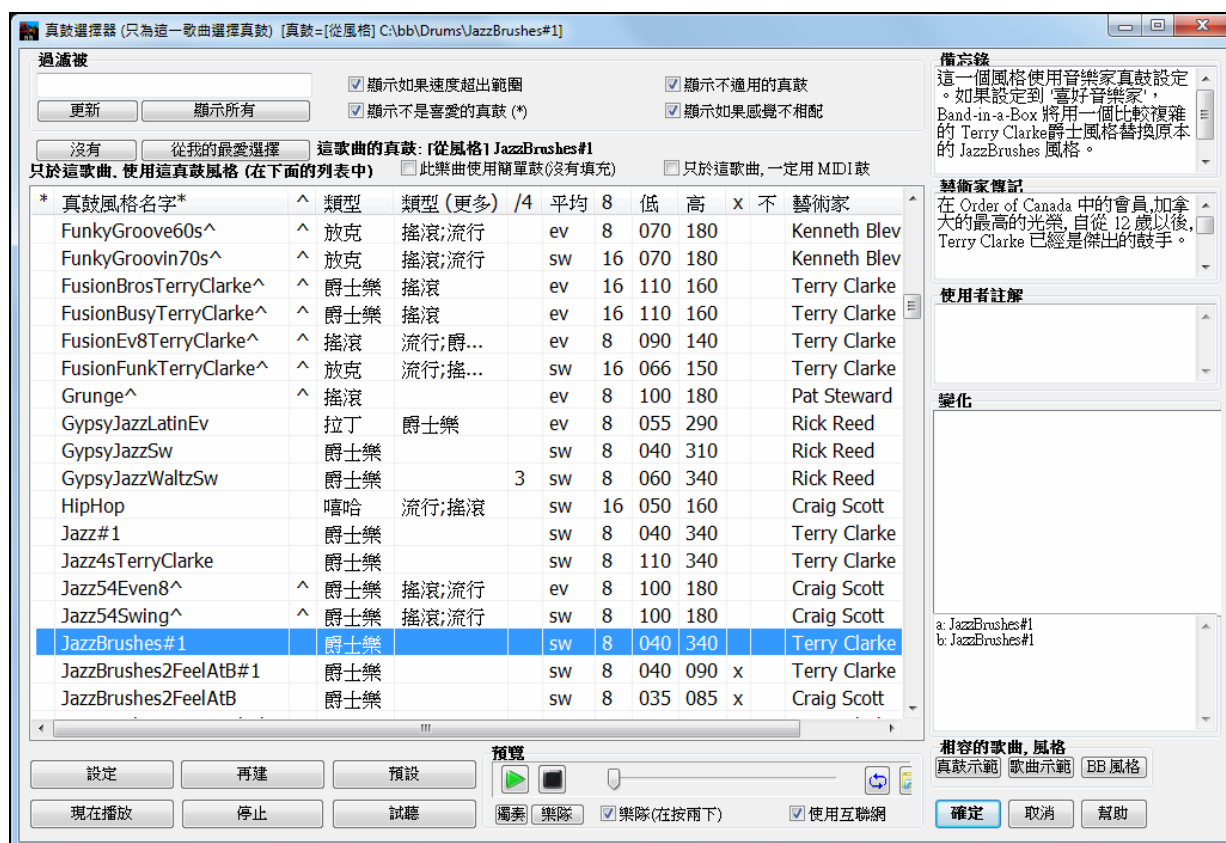 真鼓選擇器 (只為這一歌曲選擇真鼓) [真鼓=[從風格] C:\bb\Drums\JazzBrushes#1]
過濾被
顯示如果速度超出範圍
顯示不適用的真鼓
更新
顯示所有
顯示不是喜愛的真鼓 (*)
顯示如果感覺不相配
沒有
從我的最愛選擇
這歌曲的真鼓: [從風格] JazzBrushes#1
只於這歌曲, 使用這真鼓風格 (在下面的列表中)
此樂曲使用簡單鼓(沒有填充)
只於這歌曲, 一定用 MIDI 鼓
* 真鼓風格名字* ^ 類型 類型 (更多) /4 平均 8 低 高 x 不 藝術家
FunkyGroove60s^ ^ 放克 搖滾;流行 ev 8 070 180 Kenneth Blev
FunkyGroovin70s^ ^ 放克 搖滾;流行 sw 16 070 180 Kenneth Blev
FusionBrosTerryClarke^ ^ 爵士樂 搖滾 ev 16 110 160 Terry Clarke
FusionBusyTerryClarke^ ^ 爵士樂 搖滾 ev 16 110 160 Terry Clarke
FusionEv8TerryClarke^ ^ 搖滾 流行;爵... ev 8 090 140 Terry Clarke
FusionFunkTerryClarke^ ^ 放克 流行;搖... sw 16 066 150 Terry Clarke
Grunge^ ^ 搖滾 ev 8 100 180 Pat Steward
GypsyJazzLatinEv 拉丁 爵士樂 ev 8 055 290 Rick Reed
GypsyJazzSw 爵士樂 sw 8 040 310 Rick Reed
GypsyJazzWaltzSw 爵士樂 3 sw 8 060 340 Rick Reed
HipHop 嘻哈 流行;搖滾 sw 16 050 160 Craig Scott
Jazz#1 爵士樂 sw 8 040 340 Terry Clarke
Jazz4sTerryClarke 爵士樂 sw 8 110 340 Terry Clarke
Jazz54Even8^ ^ 爵士樂 搖滾;流行 ev 8 100 180 Craig Scott
Jazz54Swing^ ^ 爵士樂 搖滾;流行 sw 8 100 180 Craig Scott
JazzBrushes#1 爵士樂 sw 8 040 340 Terry Clarke
JazzBrushes2FeelAtB#1 爵士樂 sw 8 040 090 x Terry Clarke
JazzBrushes2FeelAtB 爵士樂 sw 8 035 085 x Craig Scott
設定
再建
預設
現在播放
停止
試聽
預覽
獨奏
樂隊
樂隊(在按兩下)
使用互聯網
備忘錄
這一個風格使用音樂家真鼓設定
。如果設定到 '喜好音樂家',
Band-in-a-Box 將用一個比較複雜
的 Terry Clarke爵士風格替換原本
的 JazzBrushes 風格。
藝術家傳記
在 Order of Canada 中的會員,加拿
大的最高的光榮, 自從 12 歲以後,
Terry Clarke 已經是傑出的鼓手。
使用者註解
變化
a: JazzBrushes#1
b: JazzBrushes#1
相容的歌曲, 風格
真鼓示範
歌曲示範
BB 風格
確定
取消
幫助